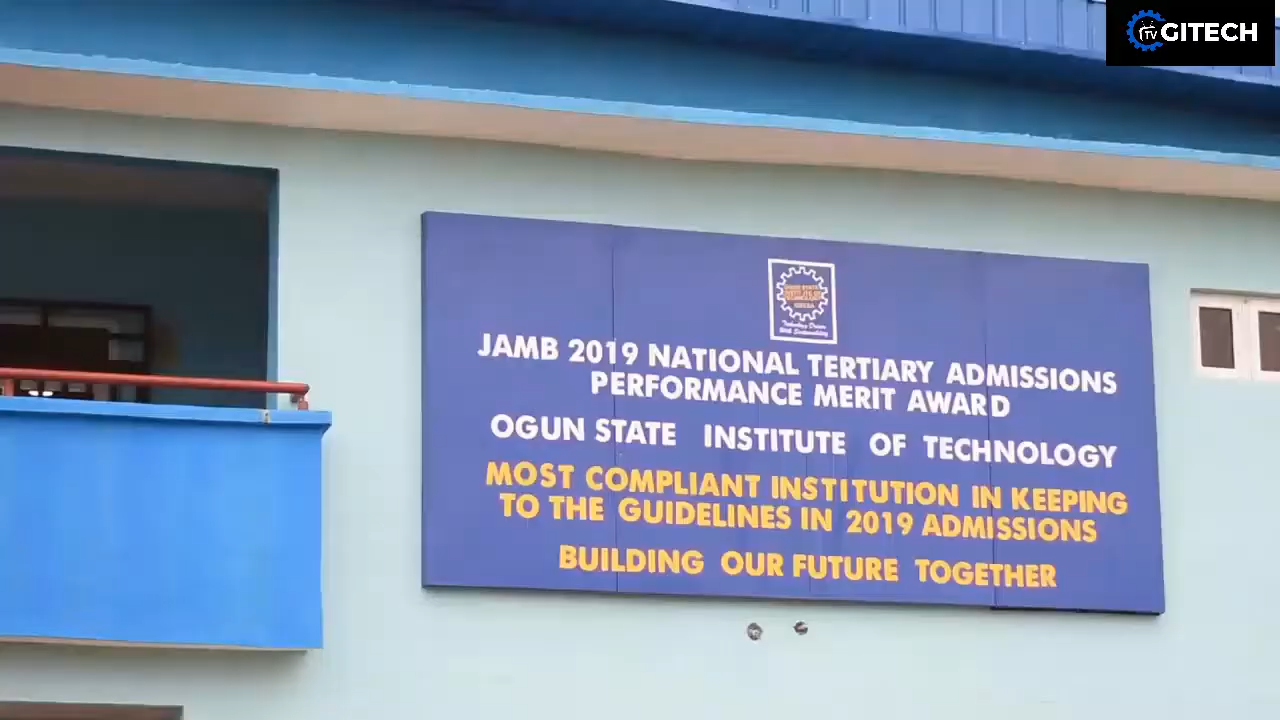 TV GITECH
JAMB 2019 NATIONAL TERTIARY ADMISSIONS
PERFORMANCE MERIT AWARD
OGUN STATE INSTITUTE OF TECHNOLOGY
MOST COMPLIANT INSTITUTION IN KEEPING
TO THE GUIDELINES IN 2019 ADMISSIONS
BUILDING OUR FUTURE TOGETHER